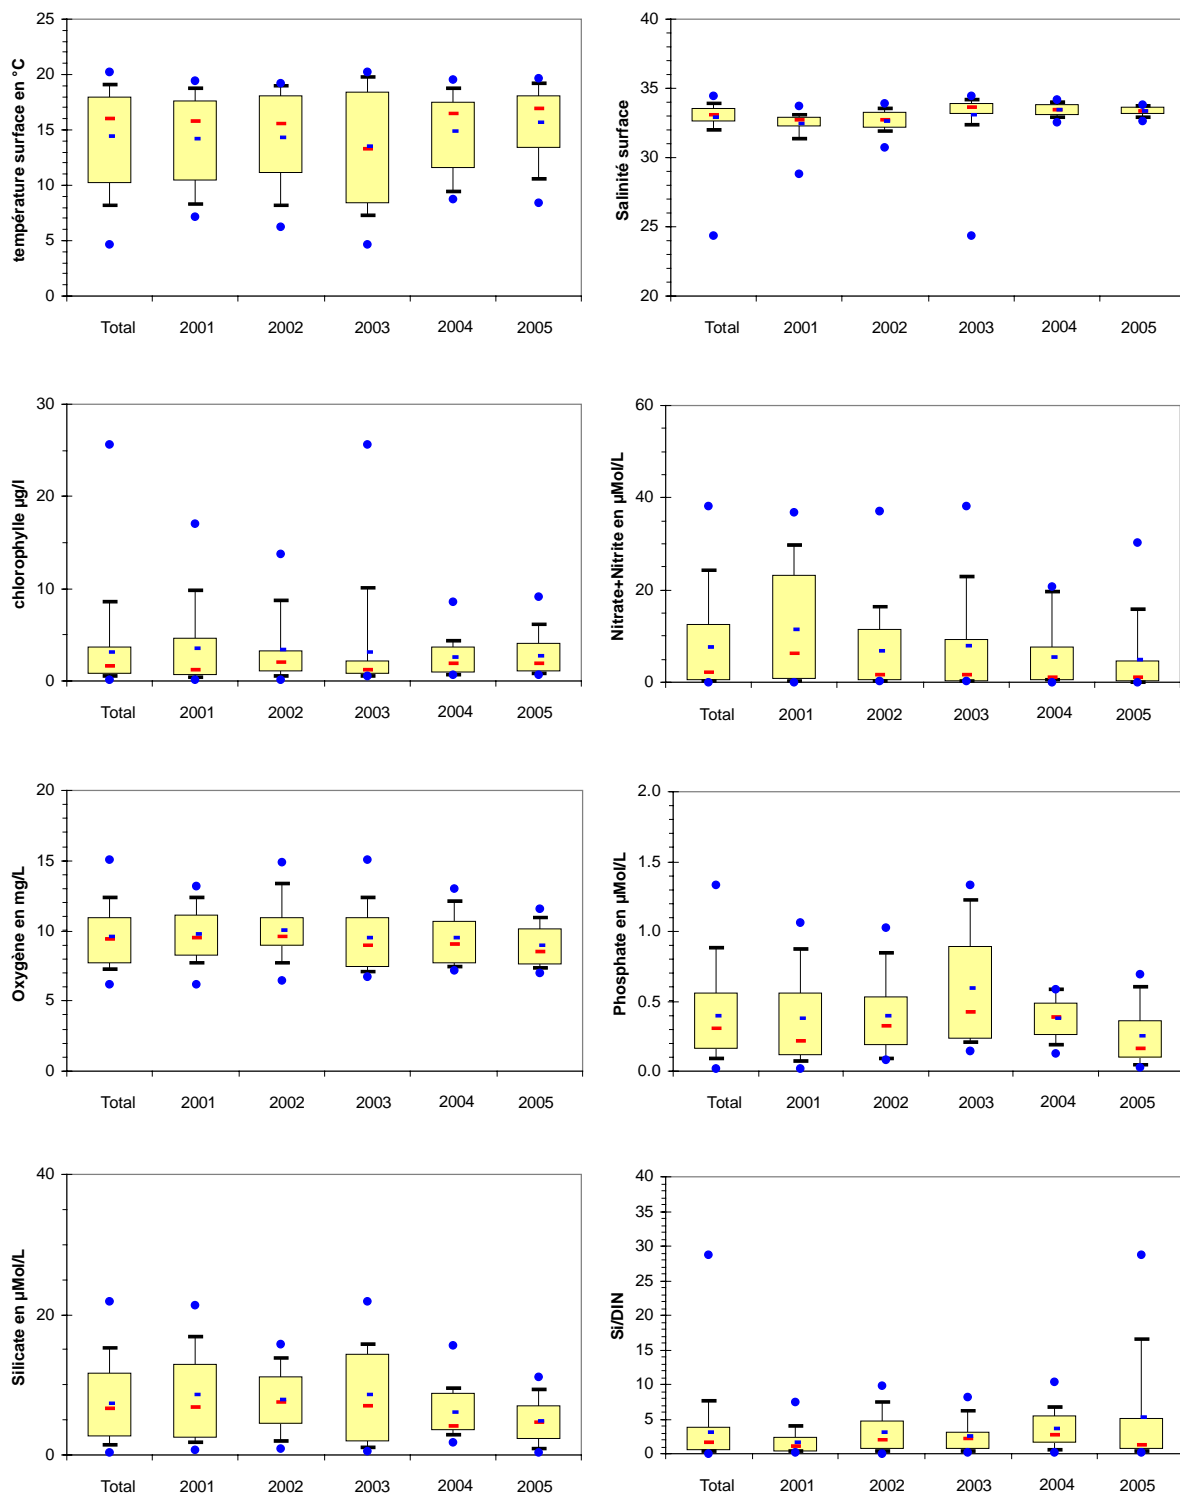 température surface en °C
25
20
15
10
5
0
Total 2001 2002 2003 2004 2005
Salinité surface
40
35
30
25
20
Total 2001 2002 2003 2004 2005
chlorophylle µg/l
30
20
10
0
Total 2001 2002 2003 2004 2005
Nitrate+Nitrite en µMol/L
60
40
20
0
Total 2001 2002 2003 2004 2005
Oxygène en mg/L
20
15
10
5
0
Total 2001 2002 2003 2004 2005
Phosphate en µMol/L
2.0
1.5
1.0
0.5
0.0
Total 2001 2002 2003 2004 2005
Silicate en µMol/L
40
20
0
Total 2001 2002 2003 2004 2005
Si/DIN
40
35
30
25
20
15
10
5
0
Total 2001 2002 2003 2004 2005